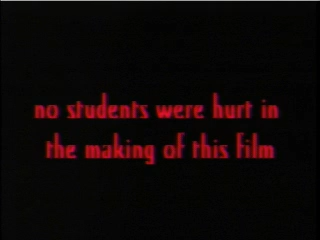 no students were hurt in
the making of this film